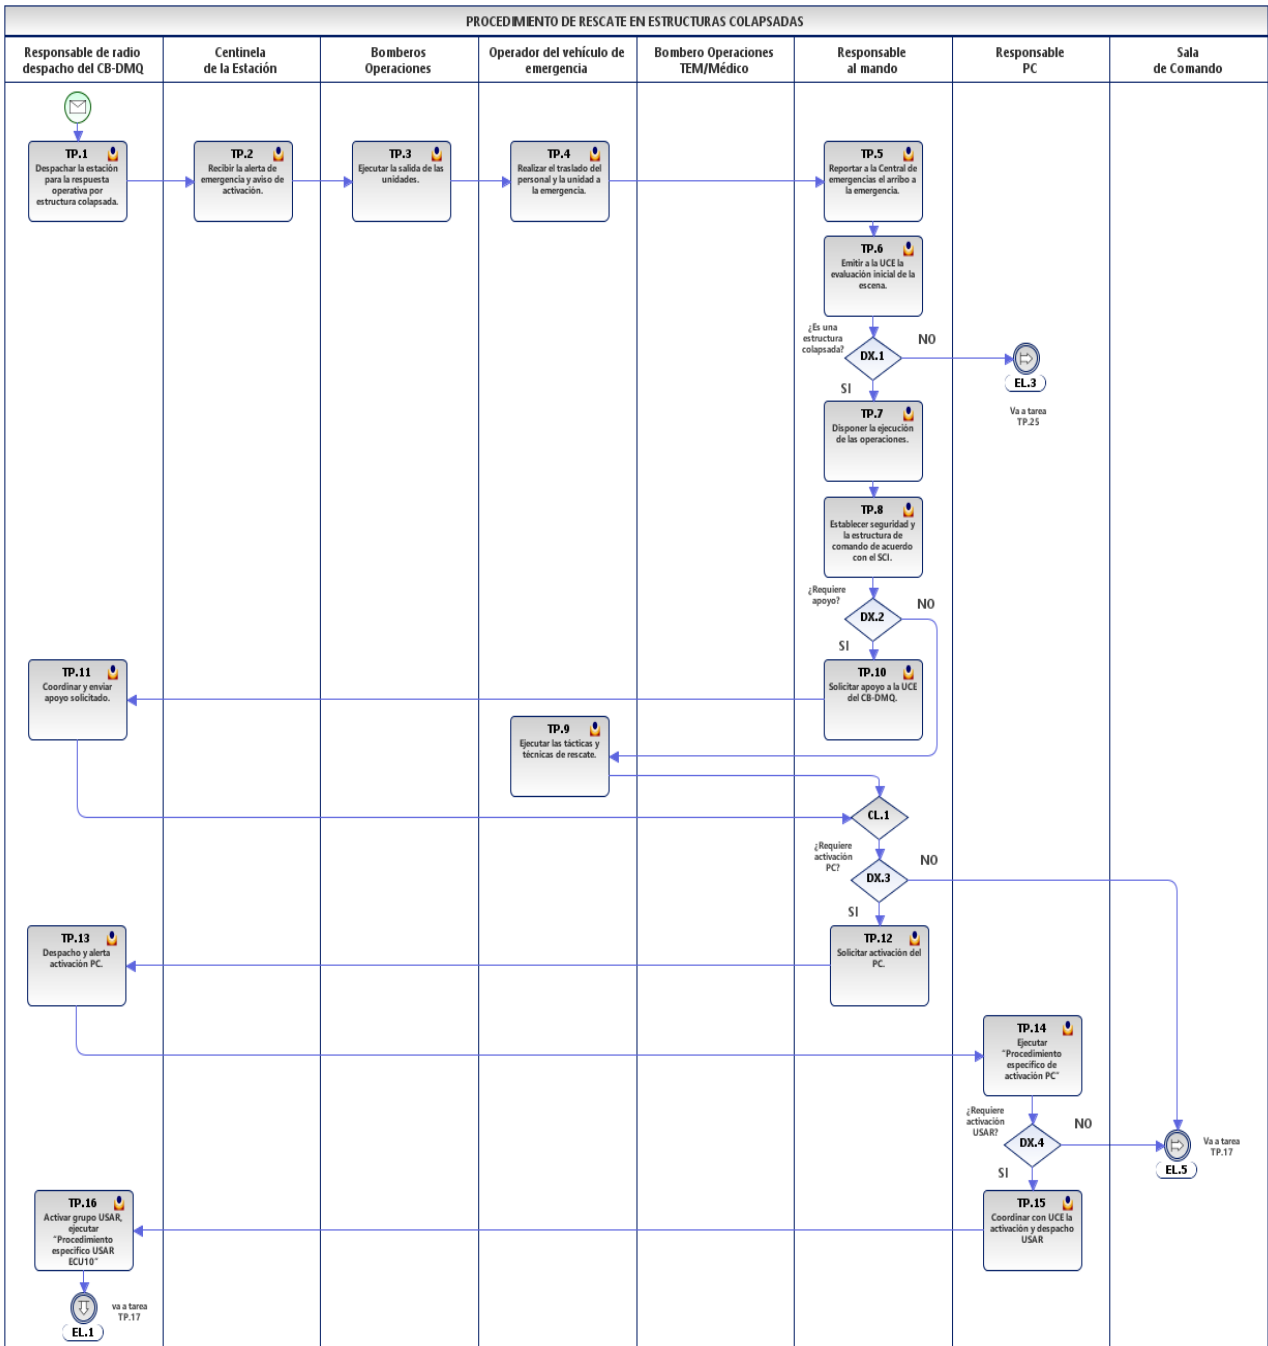 PROCEDIMIENTO DE RESCATE EN ESTRUCTURAS COLAPSADAS
Responsable de radio
despacho del CB-DMQ
Centinela
de la Estación
Bomberos
Operaciones
Operador del vehículo de
emergencia
Bombero Operaciones
TEM/Médico
Responsable
al mando
Responsable
PC
Sala
de Comando
TP.1
Despachar la estación
para la respuesta
operativa por
estructura colapsada.
TP.2
Recibir la alerta de
emergencia y aviso de
activación.
TP.3
Ejecutar la salida de las
unidades.
TP.4
Realizar el traslado del
personal y la unidad a
la emergencia.
TP.5
Reportar a la Central de
emergencias el arribo a
la emergencia.
TP.6
Emitir a la UCE la
evaluación inicial de la
escena.
¿Es una
estructura
colapsada?
DX.1
NO
SI
EL.3
Va a tarea
TP.25
TP.7
Disponer la ejecución
de las operaciones.
TP.8
Establecer seguridad y
la estructura de
comando de acuerdo
con el SCI.
¿Requiere
apoyo?
DX.2
NO
SI
TP.11
Coordinar y enviar
apoyo solicitado.
TP.10
Solicitar apoyo a la UCE
del CB-DMQ.
TP.9
Ejecutar las tácticas y
técnicas de rescate.
CL.1
¿Requiere
activación
PC?
DX.3
NO
SI
TP.13
Despacho y alerta
activación PC.
TP.12
Solicitar activación del
PC.
TP.14
Ejecutar
"Procedimiento
especifico de
activación PC"
¿Requiere
activación
USAR?
DX.4
NO
SI
EL.5
Va a tarea
TP.17
TP.16
Activar grupo USAR,
ejecutar
"Procedimiento
especifico USAR
ECU10"
TP.15
Coordinar con UCE la
activación y despacho
USAR
EL.1
va a tarea
TP.17